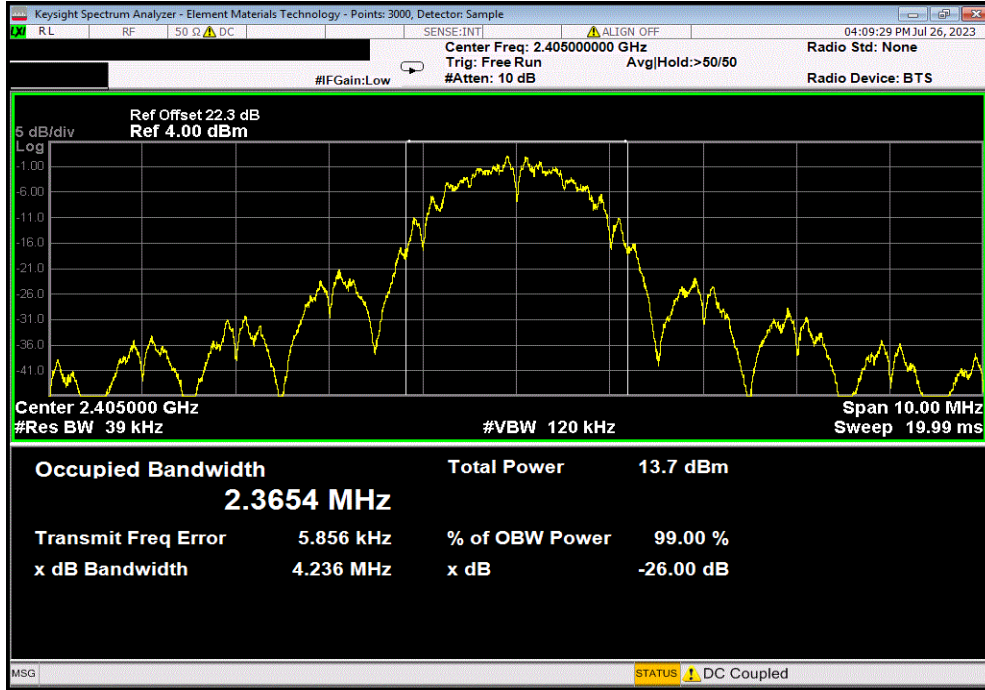 Keysight Spectrum Analyzer - Element Materials Technology - Points: 3000, Detector: Sample
LXI RL RF 50 Ω DC SENSE:INT ALIGN OFF 04:09:29 PM Jul 26, 2023
Center Freq: 2.405000000 GHz Radio Std: None
Trig: Free Run Avg|Hold:>50/50
#IFGain:Low #Atten: 10 dB Radio Device: BTS
Ref Offset 22.3 dB
5 dB/div Ref 4.00 dBm
Log
-1.00
-6.00
-11.0
-16.0
-21.0
-26.0
-31.0
-36.0
-41.0
Center 2.405000 GHz Span 10.00 MHz
#Res BW 39 kHz #VBW 120 kHz Sweep 19.99 ms
Occupied Bandwidth Total Power 13.7 dBm
2.3654 MHz
Transmit Freq Error 5.856 kHz % of OBW Power 99.00 %
x dB Bandwidth 4.236 MHz x dB -26.00 dB
MSG STATUS DC Coupled